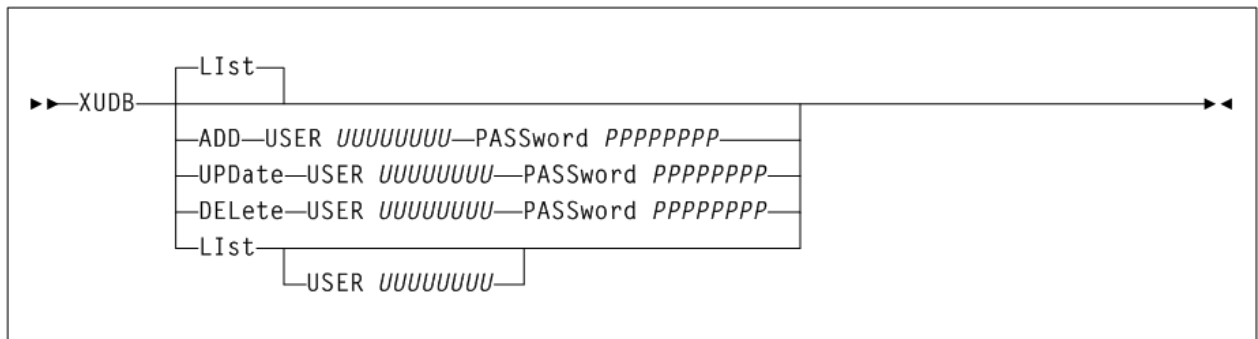 LIst
XUDB
ADD USER UUUUUUUU PASSword PPPPPPPP
UPDate USER UUUUUUUU PASSword PPPPPPPP
DELete USER UUUUUUUU PASSword PPPPPPPP
LIst
USER UUUUUUUU